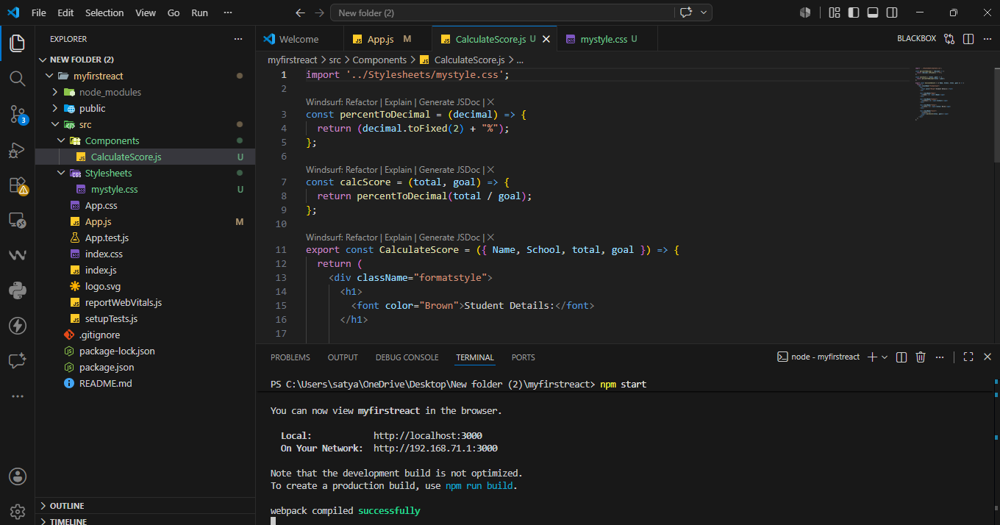 File Edit Selection View Go Run ···
New folder (2)
EXPLORER
NEW FOLDER (2)
myfirstreact
node_modules
public
src
Components
CalculateScore.js U
Stylesheets
mystyle.css U
App.css
App.js M
App.test.js
index.css
index.js
logo.svg
reportWebVitals.js
setupTests.js
.gitignore
package-lock.json
package.json
README.md
OUTLINE
TIMELINE
3
Welcome App.js M CalculateScore.js U mystyle.css U
BLACKBOX
myfirstreact > src > Components > CalculateScore.js > ...
1 import '../Stylesheets/mystyle.css';
2
Windsurf: Refactor | Explain | Generate JSDoc | X
3 const percentToDecimal = (decimal) => {
4 return (decimal.toFixed(2) + "%");
5 };
6
Windsurf: Refactor | Explain | Generate JSDoc | X
7 const calcScore = (total, goal) => {
8 return percentToDecimal(total / goal);
9 };
10
Windsurf: Refactor | Explain | Generate JSDoc | X
11 export const CalculateScore = ({ Name, School, total, goal }) => {
12 return (
13 <div className="formatstyle">
14 <h1>
15 <font color="Brown">Student Details:</font>
16 </h1>
17
PROBLEMS OUTPUT DEBUG CONSOLE TERMINAL PORTS
node - myfirstreact
PS C:\Users\satya\OneDrive\Desktop\New folder (2)\myfirstreact> npm start
You can now view myfirstreact in the browser.
Local: http://localhost:3000
On Your Network: http://192.168.71.1:3000
Note that the development build is not optimized.
To create a production build, use npm run build.
webpack compiled successfully